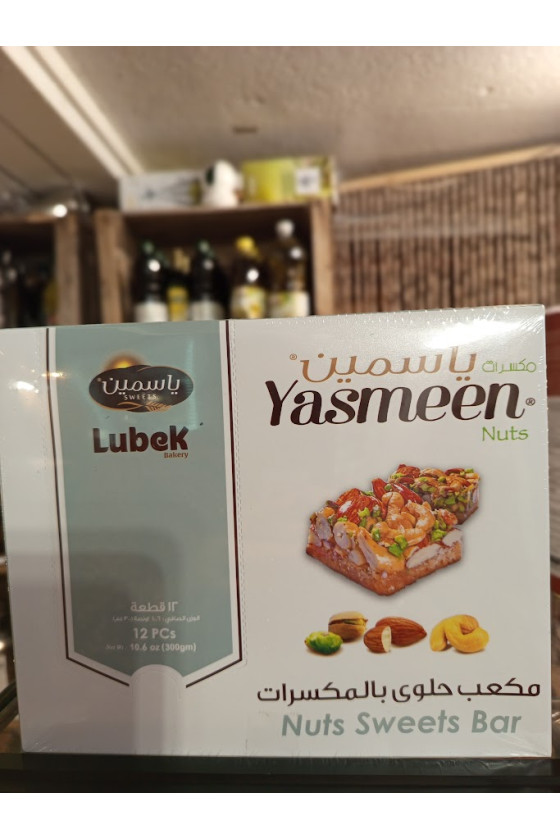 ياسمين®
SWEETS
Lubek
Bakery
١٢ قطعة
12 PCs
10.6 oz (300gm)
ياسمين® مكسرات
Yasmeen®
Nuts
مكعب حلوى بالمكسرات
Nuts Sweets Bar